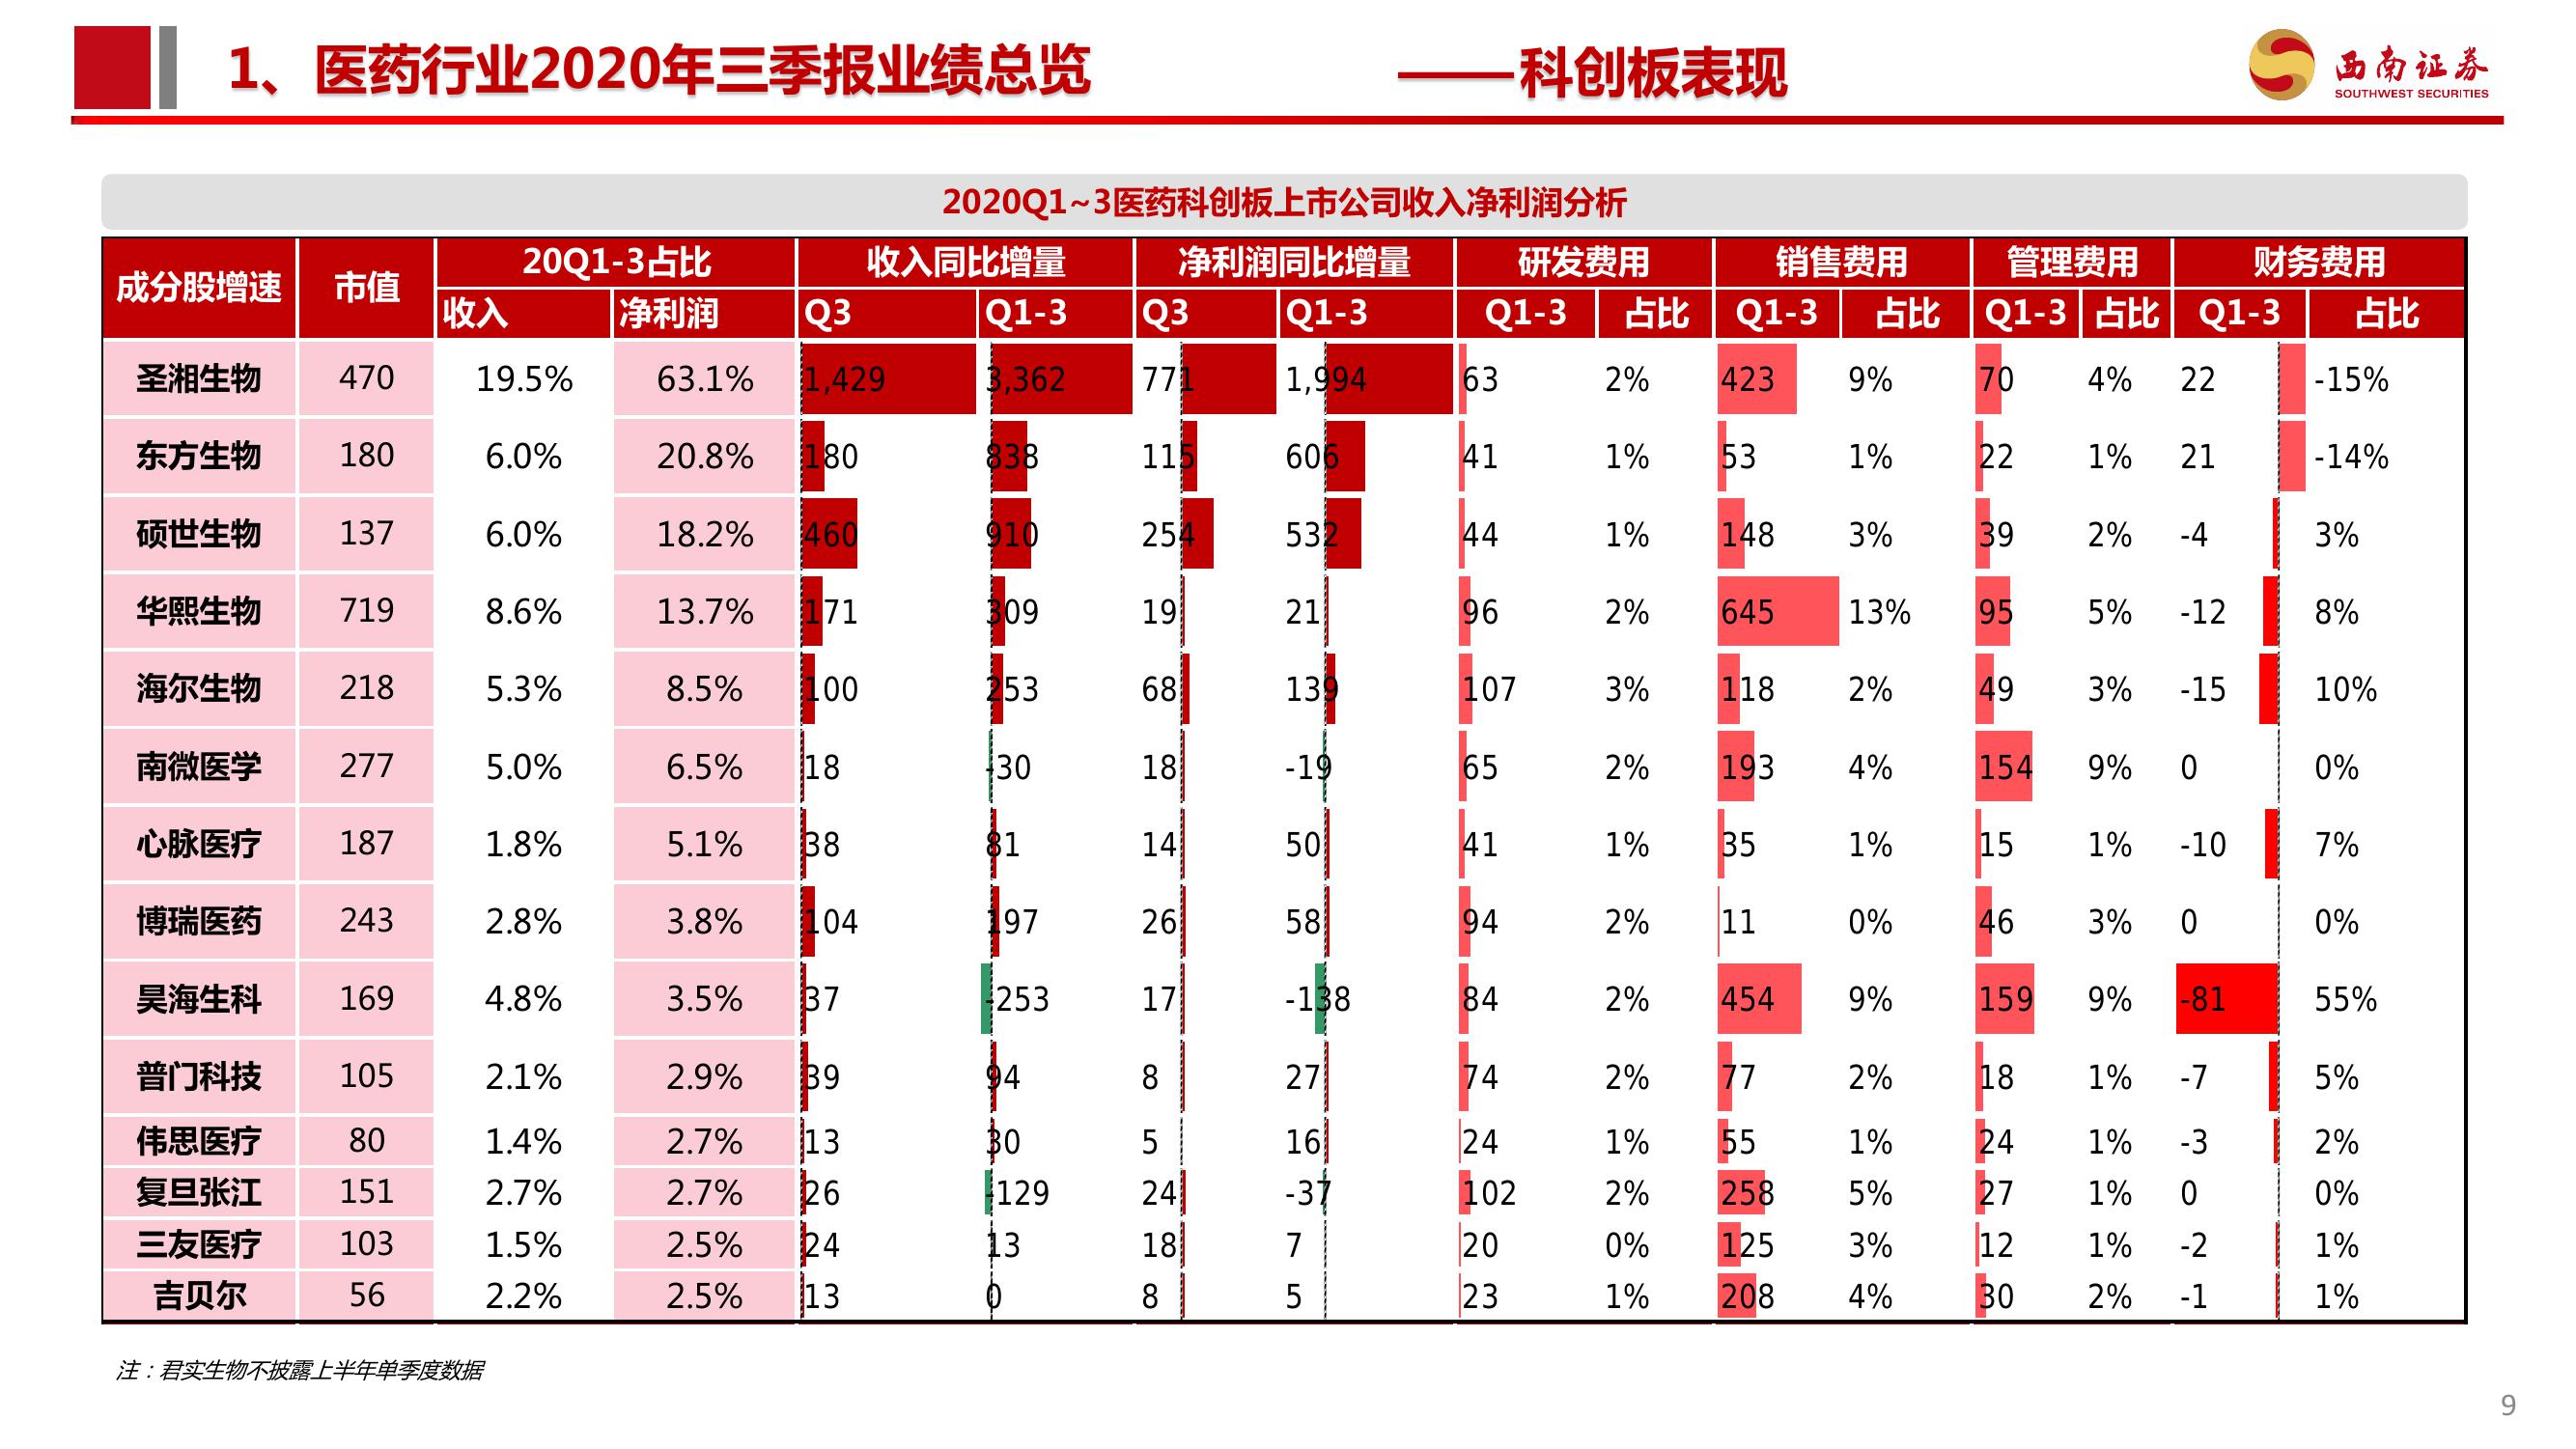 1、医药行业2020年三季报业绩总览 ——科创板表现
西南证券
SOUTHWEST SECURITIES
2020Q1~3医药科创板上市公司收入净利润分析
成分股增速 市值 20Q1-3占比 收入同比增量 净利润同比增量 研发费用 销售费用 管理费用 财务费用
收入 净利润 Q3 Q1-3 Q3 Q1-3 Q1-3 占比 Q1-3 占比 Q1-3 占比 Q1-3 占比
圣湘生物 470 19.5% 63.1% 1,429 3,362 771 1,994 63 2% 423 9% 70 4% 22 -15%
东方生物 180 6.0% 20.8% 180 838 115 606 41 1% 53 1% 22 1% 21 -14%
硕世生物 137 6.0% 18.2% 460 910 254 532 44 1% 148 3% 39 2% -4 3%
华熙生物 719 8.6% 13.7% 171 309 19 21 96 2% 645 13% 95 5% -12 8%
海尔生物 218 5.3% 8.5% 100 253 68 139 107 3% 118 2% 49 3% -15 10%
南微医学 277 5.0% 6.5% 18 -30 18 -19 65 2% 193 4% 154 9% 0 0%
心脉医疗 187 1.8% 5.1% 38 81 14 50 41 1% 35 1% 15 1% -10 7%
博瑞医药 243 2.8% 3.8% 104 197 26 58 94 2% 11 0% 46 3% 0 0%
昊海生科 169 4.8% 3.5% 37 -253 17 -138 84 2% 454 9% 159 9% -81 55%
普门科技 105 2.1% 2.9% 39 94 8 27 74 2% 77 2% 18 1% -7 5%
伟思医疗 80 1.4% 2.7% 13 30 5 16 24 1% 55 1% 24 1% -3 2%
复旦张江 151 2.7% 2.7% 26 -129 24 -37 102 2% 258 5% 27 1% 0 0%
三友医疗 103 1.5% 2.5% 24 13 18 7 20 0% 125 3% 12 1% -2 1%
吉贝尔 56 2.2% 2.5% 13 0 8 5 23 1% 208 4% 30 2% -1 1%
注：君实生物不披露上半年单季度数据
9